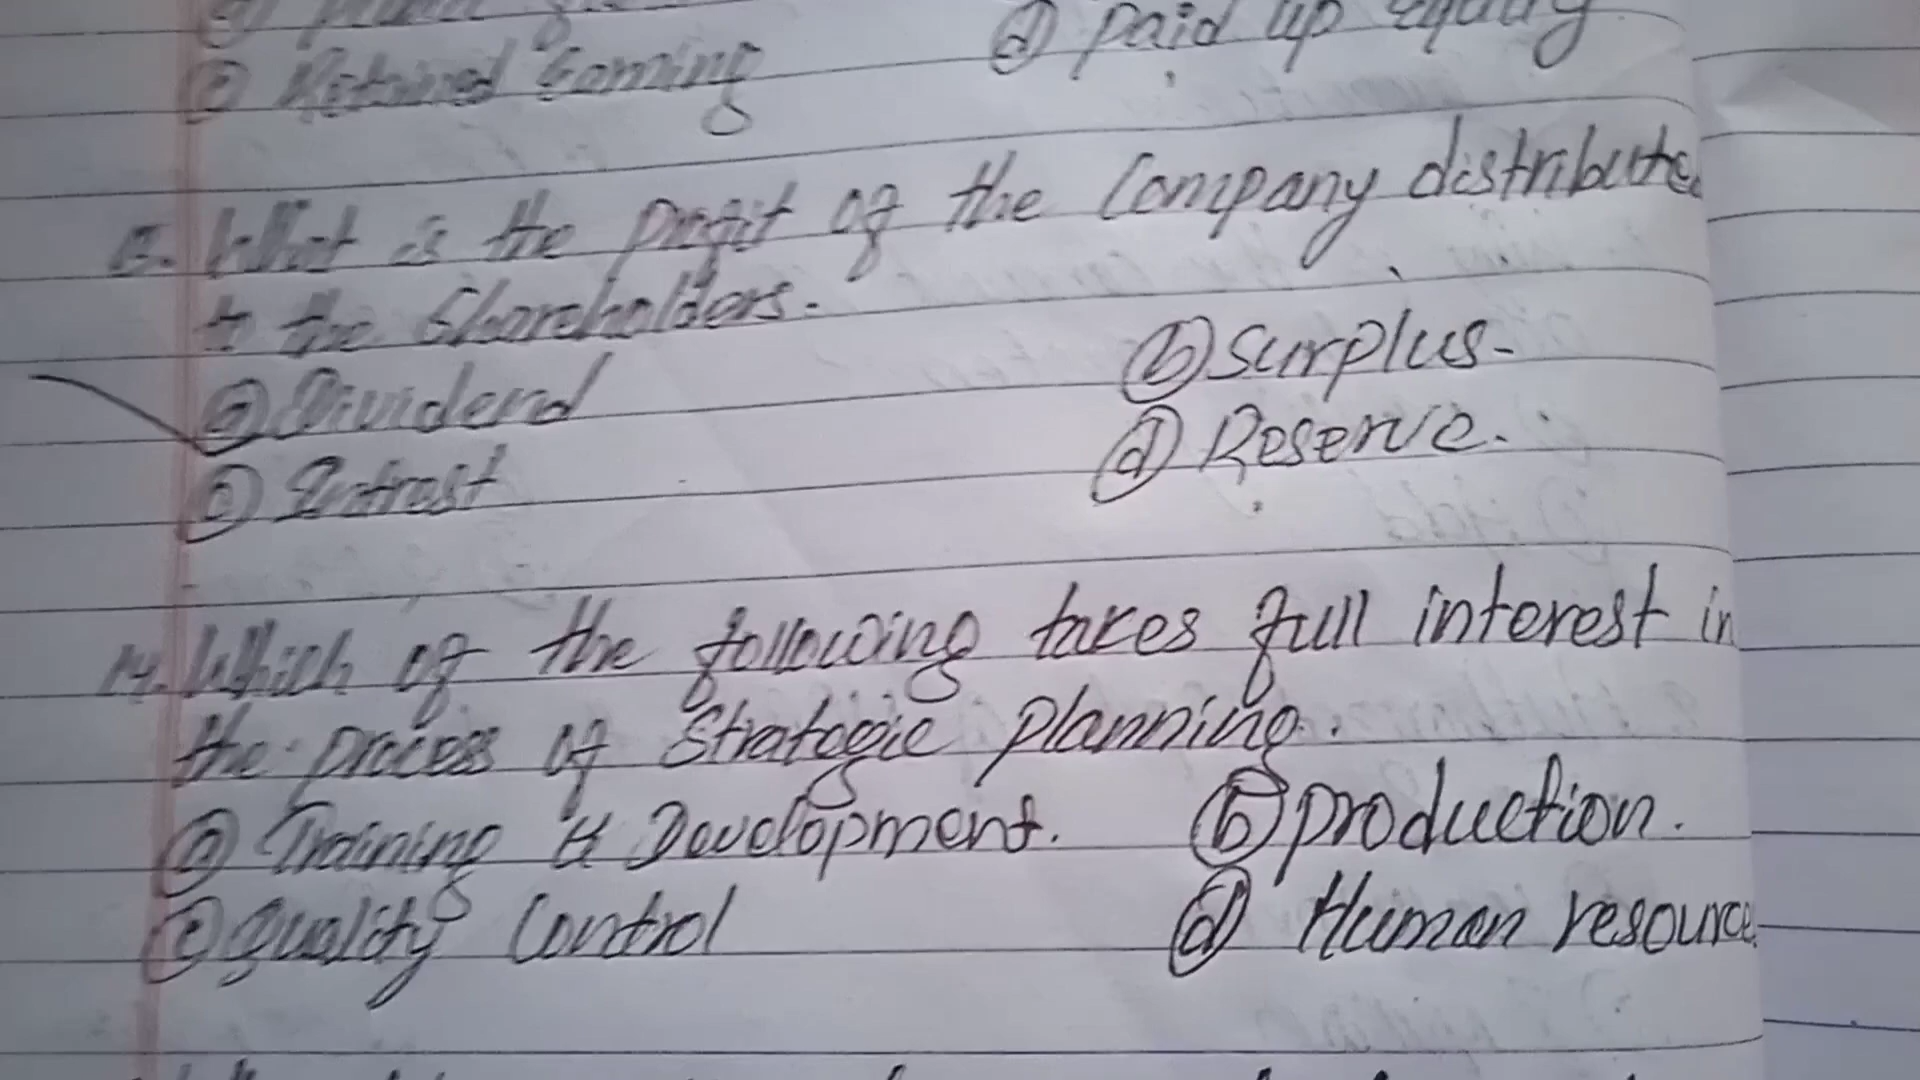 d) paid up Equity
c) Retained Earning
13. What is the profit of the Company distributed
to the Shareholders.
a) Dividend
b) Surplus-
c) Intrest
d) Reserve.
14. Which of the following takes full interest in
the process of Strategic planning.
a) Training & Development.
b) production.
c) Quality Control
d) Human resource.